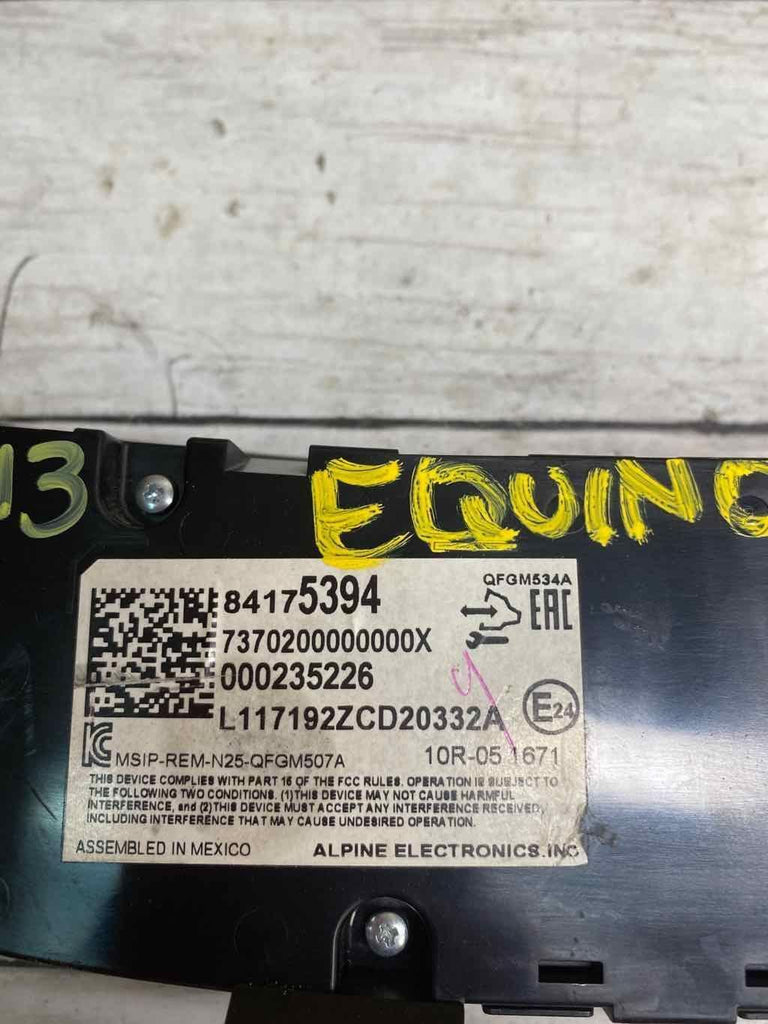 13
EQUINO
QFGM534A
84175394
EAC
7370200000000X
000235226
L117192ZCD20332A
E24
KC
MSIP-REM-N25-QFGM507A
10R-05 1671
THIS DEVICE COMPLIES WITH PART 15 OF THE FCC RULES. OPERATION IS SUBJECT TO
THE FOLLOWING TWO CONDITIONS. (1)THIS DEVICE MAY NOT CAUSE HARMFUL
INTERFERENCE, and (2)THIS DEVICE MUST ACCEPT ANY INTERFERENCE RECEIVED,
INCLUDING INTERFERENCE THAT MAY CAUSE UNDESIRED OPERATION.
ASSEMBLED IN MEXICO
ALPINE ELECTRONICS.INC